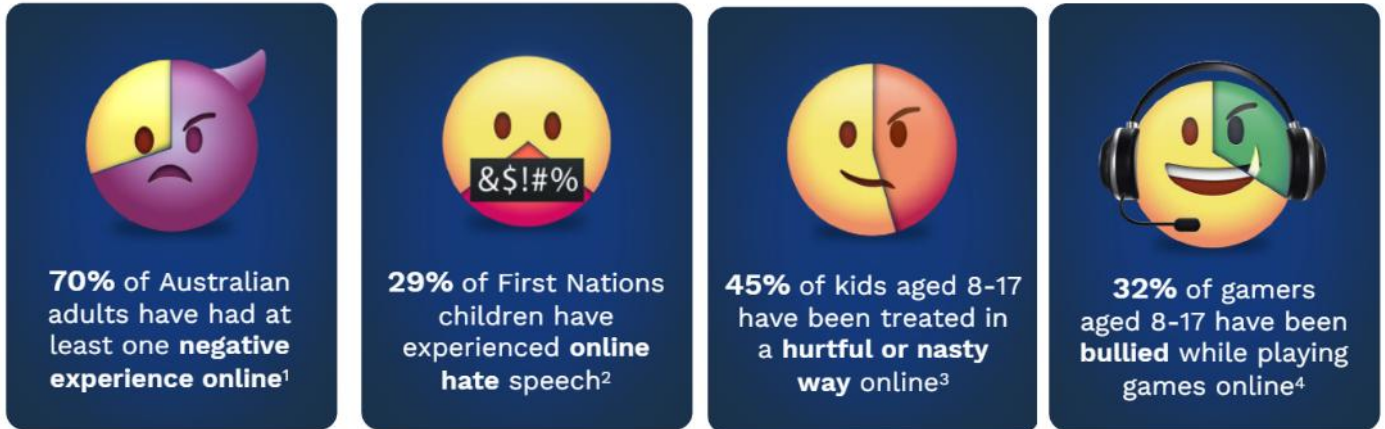 &$!#%
70% of Australian
adults have had at
least one negative
experience online¹
29% of First Nations
children have
experienced online
hate speech²
45% of kids aged 8-17
have been treated in
a hurtful or nasty
way online³
32% of gamers
aged 8-17 have been
bullied while playing
games online⁴